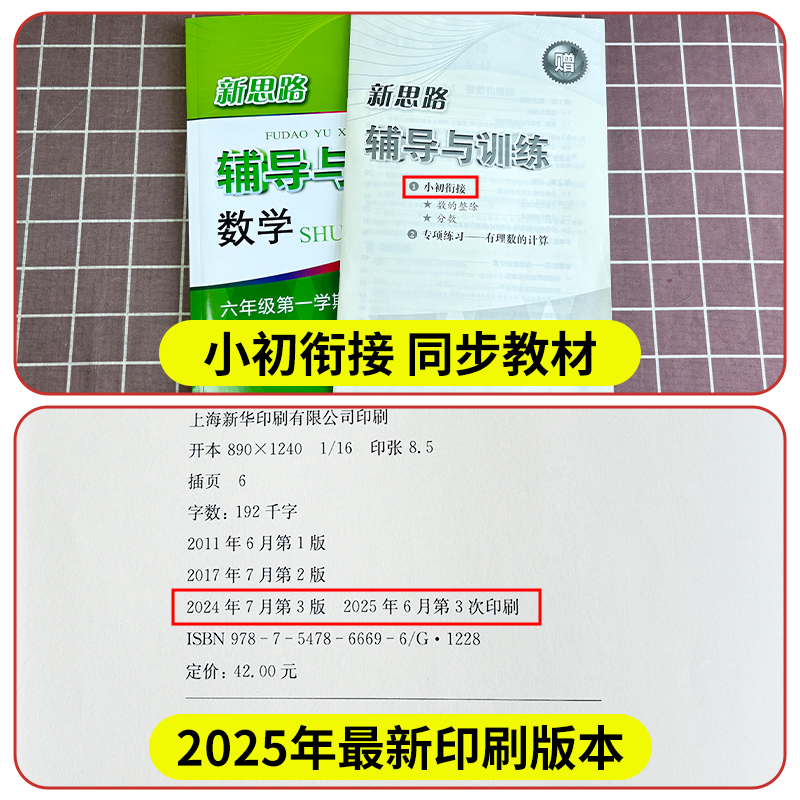 新思路
FUDAO YU X
辅导与
数学 SHU
六年级第一学期
赠
新思路
辅导与训练
❶ 小初衔接
★ 数的整除
★ 分数
❷ 专项练习——有理数的计算
小初衔接 同步教材
上海新华印刷有限公司印刷
开本 890×1240 1/16 印张 8.5
插页 6
字数: 192 千字
2011 年 6 月第 1 版
2017 年 7 月第 2 版
2024 年 7 月第 3 版 2025 年 6 月第 3 次印刷
ISBN 978-7-5478-6669-6/G·1228
定价: 42.00 元
2025年最新印刷版本